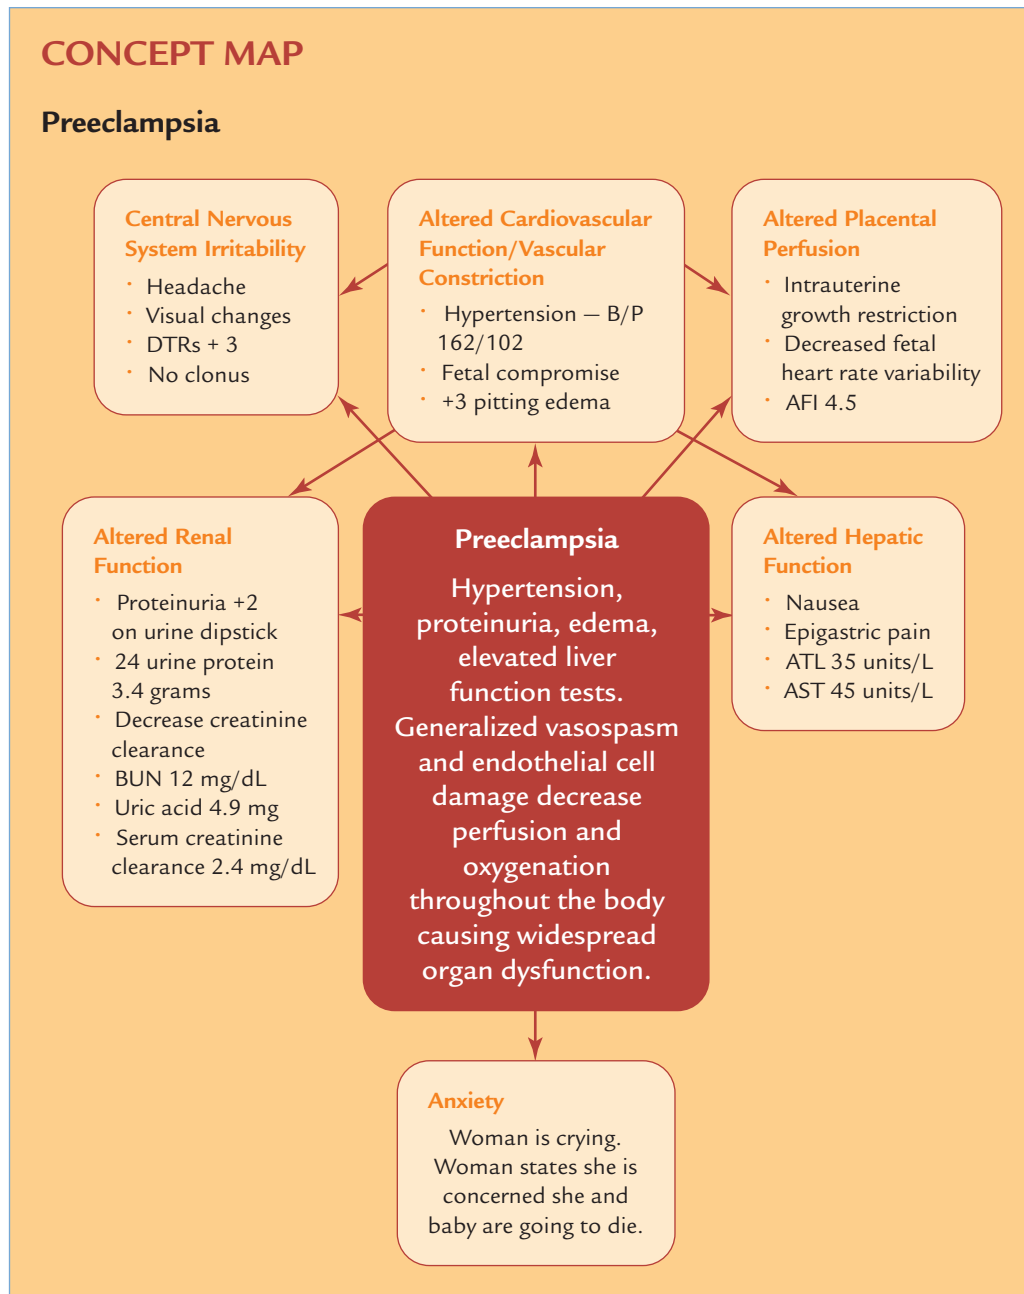 CONCEPT MAP
Preeclampsia
Central Nervous
System Irritability
· Headache
· Visual changes
· DTRs + 3
· No clonus
Altered Cardiovascular
Function/Vascular
Constriction
· Hypertension — B/P
162/102
· Fetal compromise
· +3 pitting edema
Altered Placental
Perfusion
· Intrauterine
growth restriction
· Decreased fetal
heart rate variability
· AFI 4.5
Altered Renal
Function
· Proteinuria +2
on urine dipstick
· 24 urine protein
3.4 grams
· Decrease creatinine
clearance
· BUN 12 mg/dL
· Uric acid 4.9 mg
· Serum creatinine
clearance 2.4 mg/dL
Preeclampsia
Hypertension,
proteinuria, edema,
elevated liver
function tests.
Generalized vasospasm
and endothelial cell
damage decrease
perfusion and
oxygenation
throughout the body
causing widespread
organ dysfunction.
Altered Hepatic
Function
· Nausea
· Epigastric pain
· ATL 35 units/L
· AST 45 units/L
Anxiety
Woman is crying.
Woman states she is
concerned she and
baby are going to die.